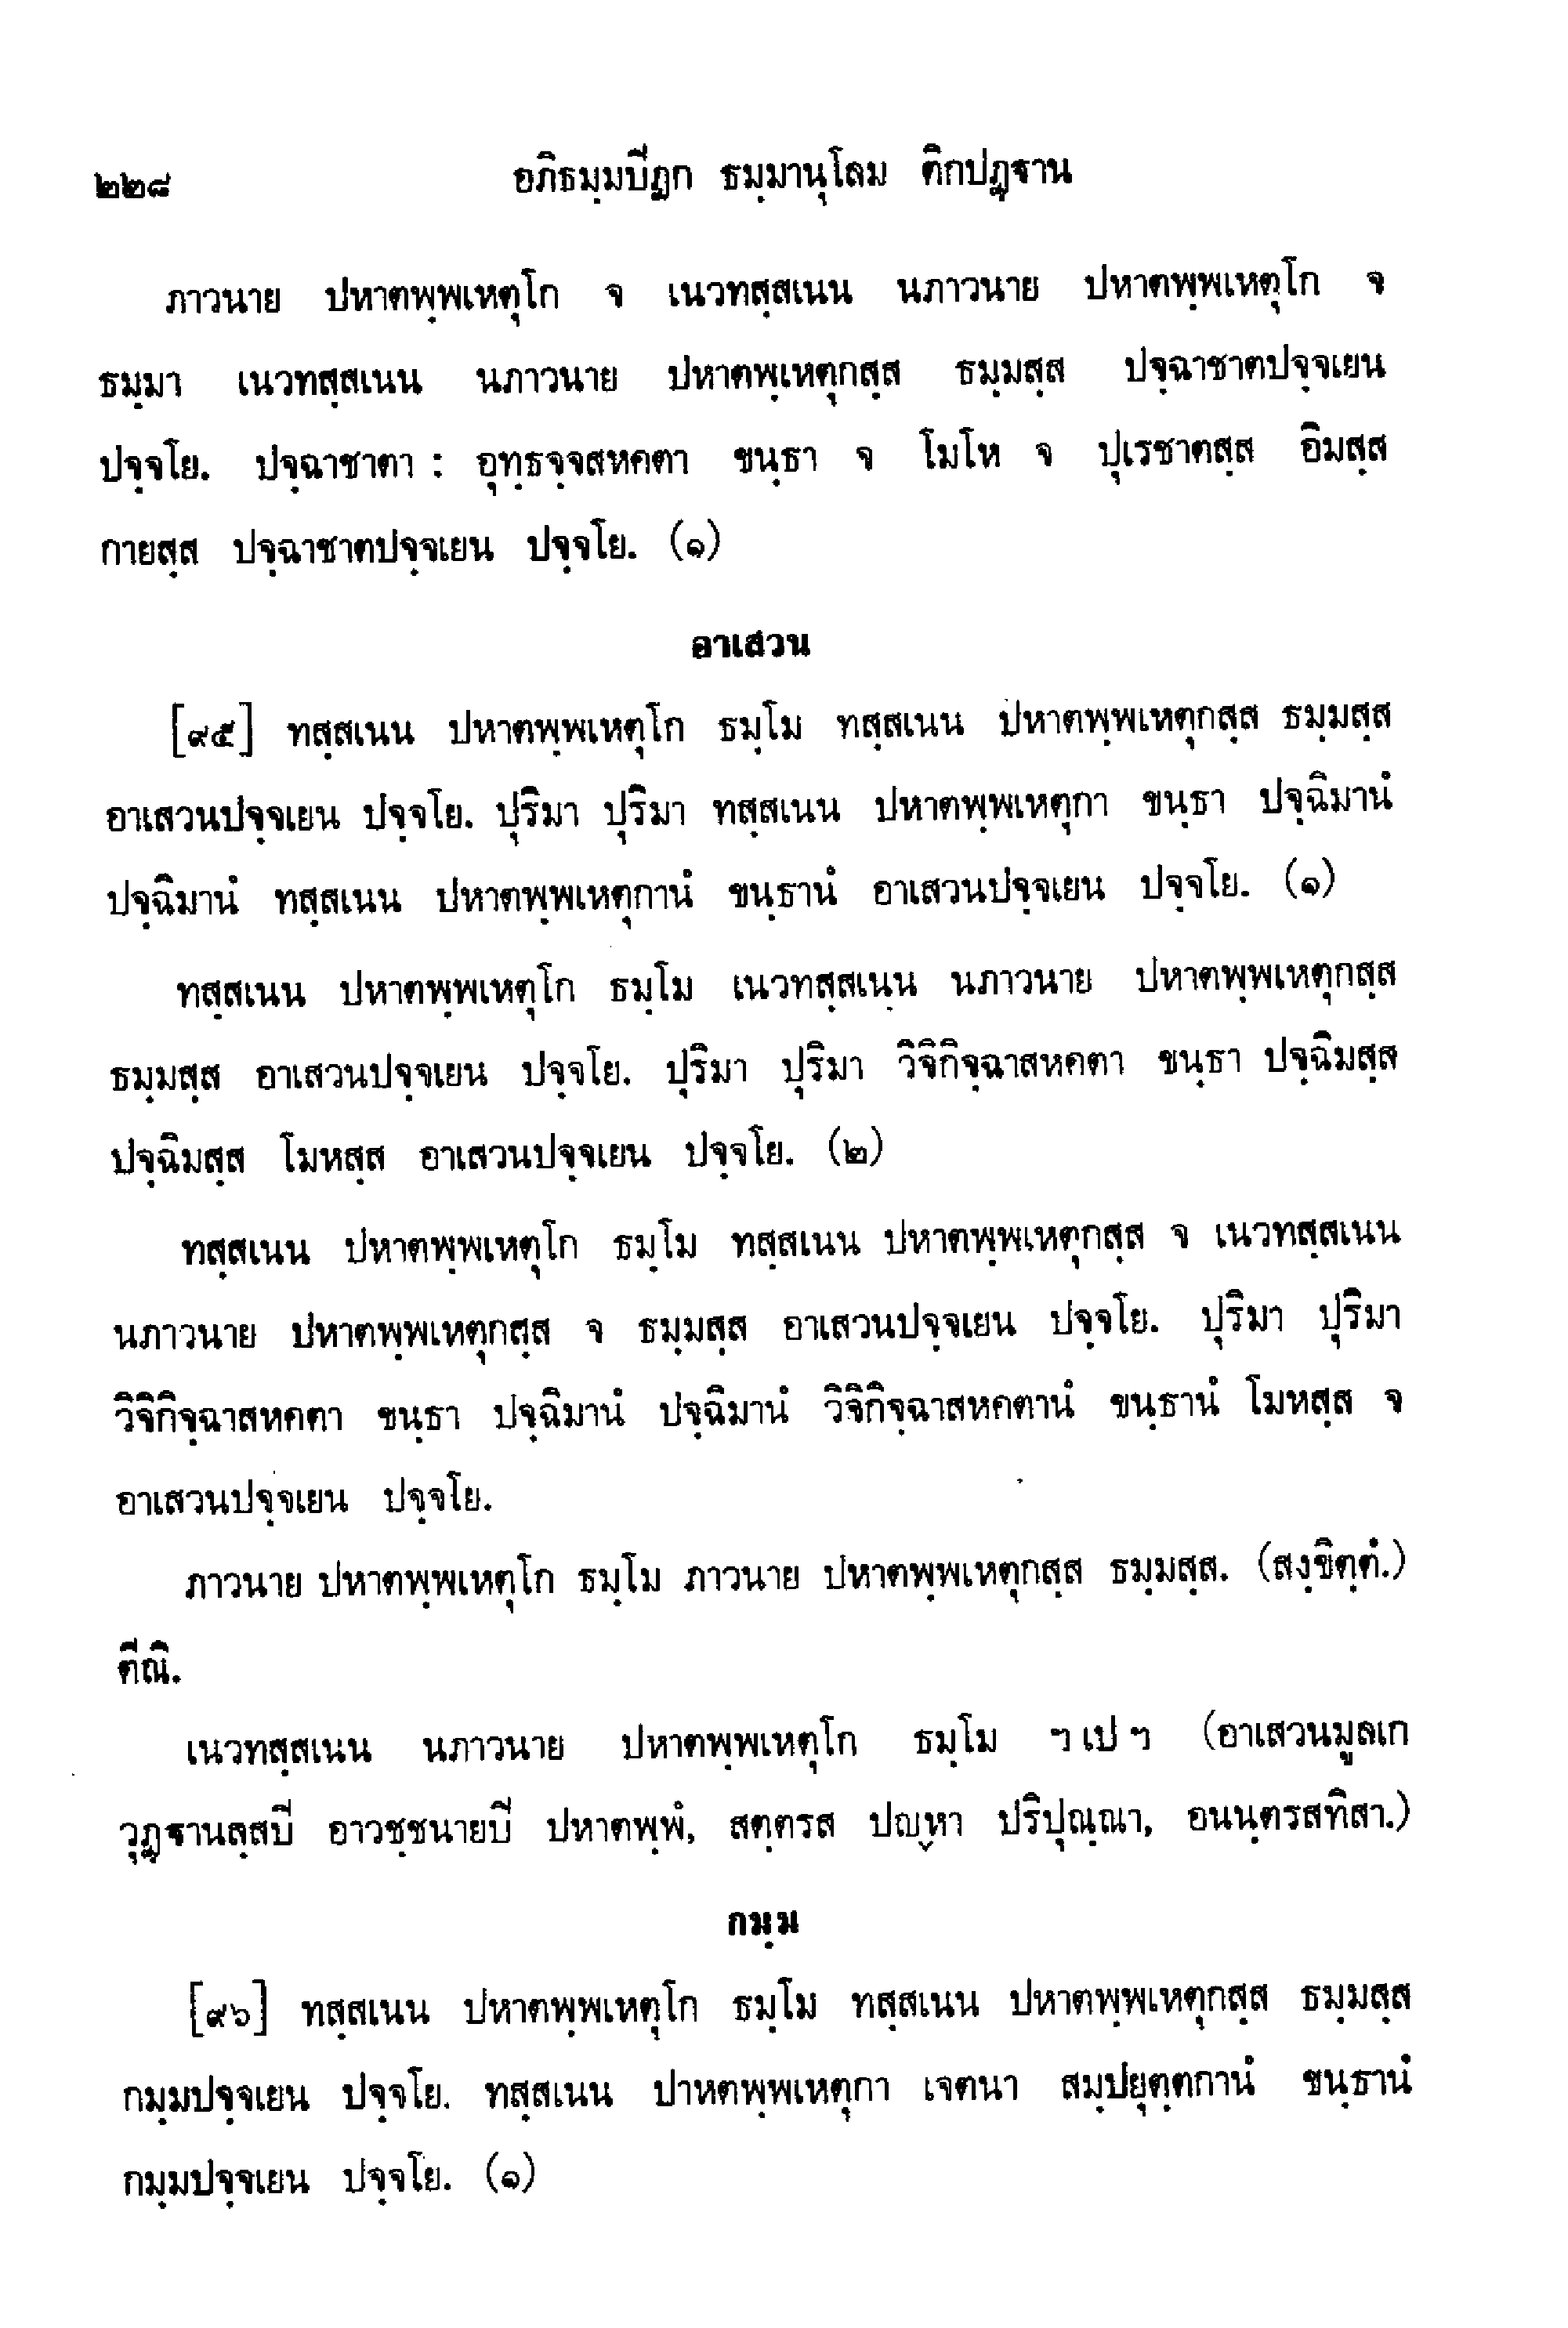 ๒๒๘ อภิธมฺมบีฏก ธมฺมานุโลม ติกปฏฺฐาน
ภาวนาย ปหาตพฺพเหตุโก จ เนวทสฺสเนน นภาวนาย ปหาตพฺพเหตุโก จ
ธมฺมา เนวทสฺสเนน นภาวนาย ปหาตพฺเหตุกสฺส ธมฺมสฺส ปจฺฉาชาตปจฺจเยน
ปจฺจโย. ปจฺฉาชาตา : อุทฺธจฺจสหคตา ขนฺธา จ โมโห จ ปุเรชาตสฺส อิมสฺส
กายสฺส ปจฺฉาชาตปจฺจเยน ปจฺจโย. (๑)
อาเสวน
[๙๕] ทสฺสเนน ปหาตพฺพเหตุโก ธมฺโม ทสฺสเนน ปหาตพฺพเหตุกสฺส ธมฺมสฺส
อาเสวนปจฺจเยน ปจฺจโย. ปุริมา ปุริมา ทสฺสเนน ปหาตพฺพเหตุกา ขนฺธา ปจฺฉิมานํ
ปจฺฉิมานํ ทสฺสเนน ปหาตพฺพเหตุกานํ ขนฺธานํ อาเสวนปจฺจเยน ปจฺจโย. (๑)
ทสฺสเนน ปหาตพฺพเหตุโก ธมฺโม เนวทสฺสเนฺน นภาวนาย ปหาตพฺพเหตุกสฺส
ธมฺมสฺส อาเสวนปจฺจเยน ปจฺจโย. ปุริมา ปุริมา วิจิกิจฺฉาสหคตา ขนฺธา ปจฺฉิมสฺส
ปจฺฉิมสฺส โมหสฺส อาเสวนปจฺจเยน ปจฺจโย. (๒)
ทสฺสเนน ปหาตพฺพเหตุโก ธมฺโม ทสฺสเนน ปหาตพฺพเหตุกสฺส จ เนวทสฺสเนน
นภาวนาย ปหาตพฺพเหตุกสฺส จ ธมฺมสฺส อาเสวนปจฺจเยน ปจฺจโย. ปุริมา ปุริมา
วิจิกิจฺฉาสหคตา ขนฺธา ปจฺฉิมานํ ปจฺฉิมานํ วิจิกิจฺฉาสหคตานํ ขนฺธานํ โมหสฺส จ
อาเสวนปจฺจเยน ปจฺจโย.
ภาวนาย ปหาตพฺพเหตุโก ธมฺโม ภาวนาย ปหาตพฺพเหตุกสฺส ธมฺมสฺส. (สงฺขิตฺตํ.)
ตีณิ.
เนวทสฺสเนน นภาวนาย ปหาตพฺพเหตุโก ธมฺโม ฯ เป ฯ (อาเสวนมูลเก
วุฏฺฐานสฺสบี อาวชฺชนายบี ปหาตพฺพํ, สตฺตรส ปญฺหา ปริปุณฺณา, อนนฺตรสทิสา.)
กมฺม
[๙๖] ทสฺสเนน ปหาตพฺพเหตุโก ธมฺโม ทสฺสเนน ปหาตพฺพเหตุกสฺส ธมฺมสฺส
กมฺมปจฺจเยน ปจฺจโย. ทสฺสเนน ปาหตพฺพเหตุกา เจตนา สมฺปยุตฺตกานํ ขนฺธานํ
กมฺมปจฺจเยน ปจฺจโย. (๑)